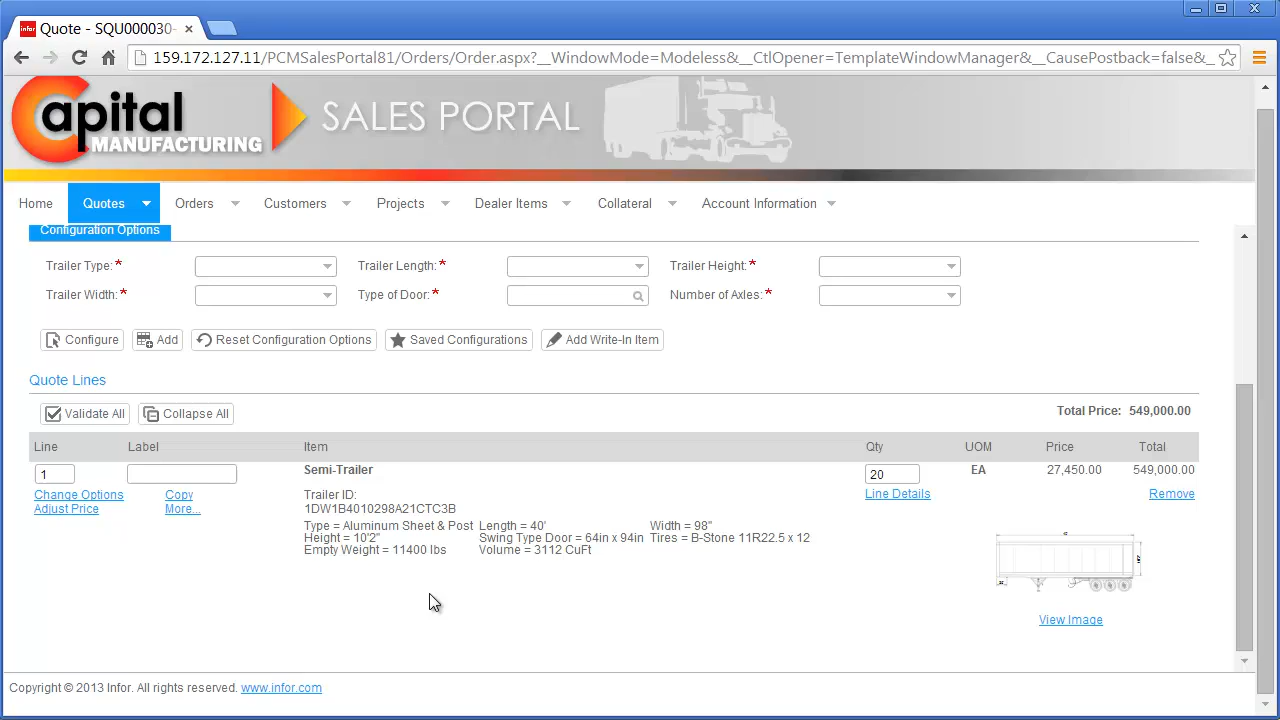 infor Quote - SQU000030- ×
159.172.127.11/PCMSalesPortal81/Orders/Order.aspx?__WindowMode=Modeless&__CtlOpener=TemplateWindowManager&__CausePostback=false&_
Capital MANUFACTURING SALES PORTAL
Home Quotes Orders Customers Projects Dealer Items Collateral Account Information
Configuration Options
Trailer Type:* Trailer Length:* Trailer Height:*
Trailer Width:* Type of Door:* Number of Axles:*
Configure Add Reset Configuration Options Saved Configurations Add Write-In Item
Quote Lines
Validate All Collapse All Total Price: 549,000.00
Line Label Item Qty UOM Price Total
1 Semi-Trailer 20 EA 27,450.00 549,000.00
Change Options Copy Trailer ID: Line Details Remove
Adjust Price More... 1DW1B4010298A21CTC3B
Type = Aluminum Sheet & Post Length = 40' Width = 98"
Height = 10'2" Swing Type Door = 64in x 94in Tires = B-Stone 11R22.5 x 12
Empty Weight = 11400 lbs Volume = 3112 CuFt
View Image
Copyright © 2013 Infor. All rights reserved. www.infor.com